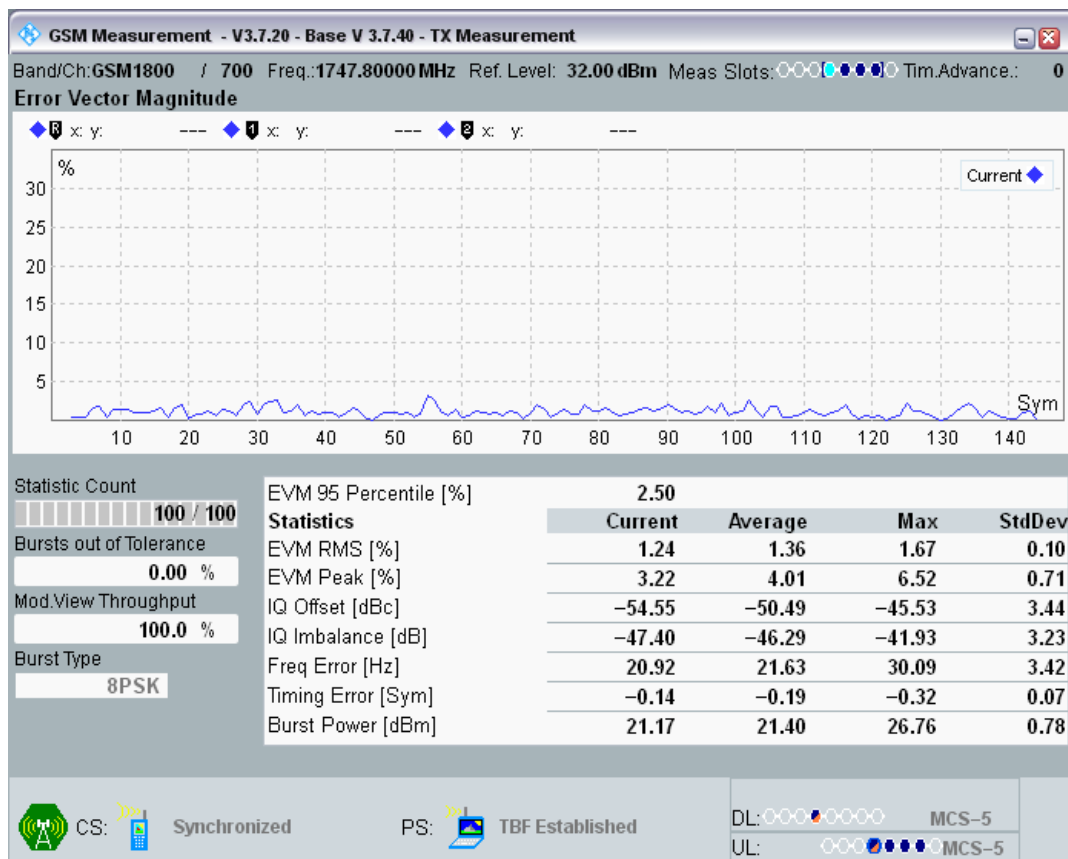 GSM Measurement - V3.7.20 - Base V 3.7.40 - TX Measurement
Band/Ch:GSM1800 / 700 Freq.:1747.80000 MHz Ref. Level: 32.00 dBm Meas Slots: Tim.Advance.: 0
Error Vector Magnitude
R x: y: --- 1 x: y: --- 2 x: y: ---
%
Current
30
25
20
15
10
5
Sym
10 20 30 40 50 60 70 80 90 100 110 120 130 140
Statistic Count
100 / 100
Bursts out of Tolerance
0.00 %
Mod.View Throughput
100.0 %
Burst Type
8PSK
EVM 95 Percentile [%] 2.50
Statistics Current Average Max StdDev
EVM RMS [%] 1.24 1.36 1.67 0.10
EVM Peak [%] 3.22 4.01 6.52 0.71
IQ Offset [dBc] −54.55 −50.49 −45.53 3.44
IQ Imbalance [dB] −47.40 −46.29 −41.93 3.23
Freq Error [Hz] 20.92 21.63 30.09 3.42
Timing Error [Sym] −0.14 −0.19 −0.32 0.07
Burst Power [dBm] 21.17 21.40 26.76 0.78
CS: Synchronized PS: TBF Established
DL: MCS−5
UL: MCS−5